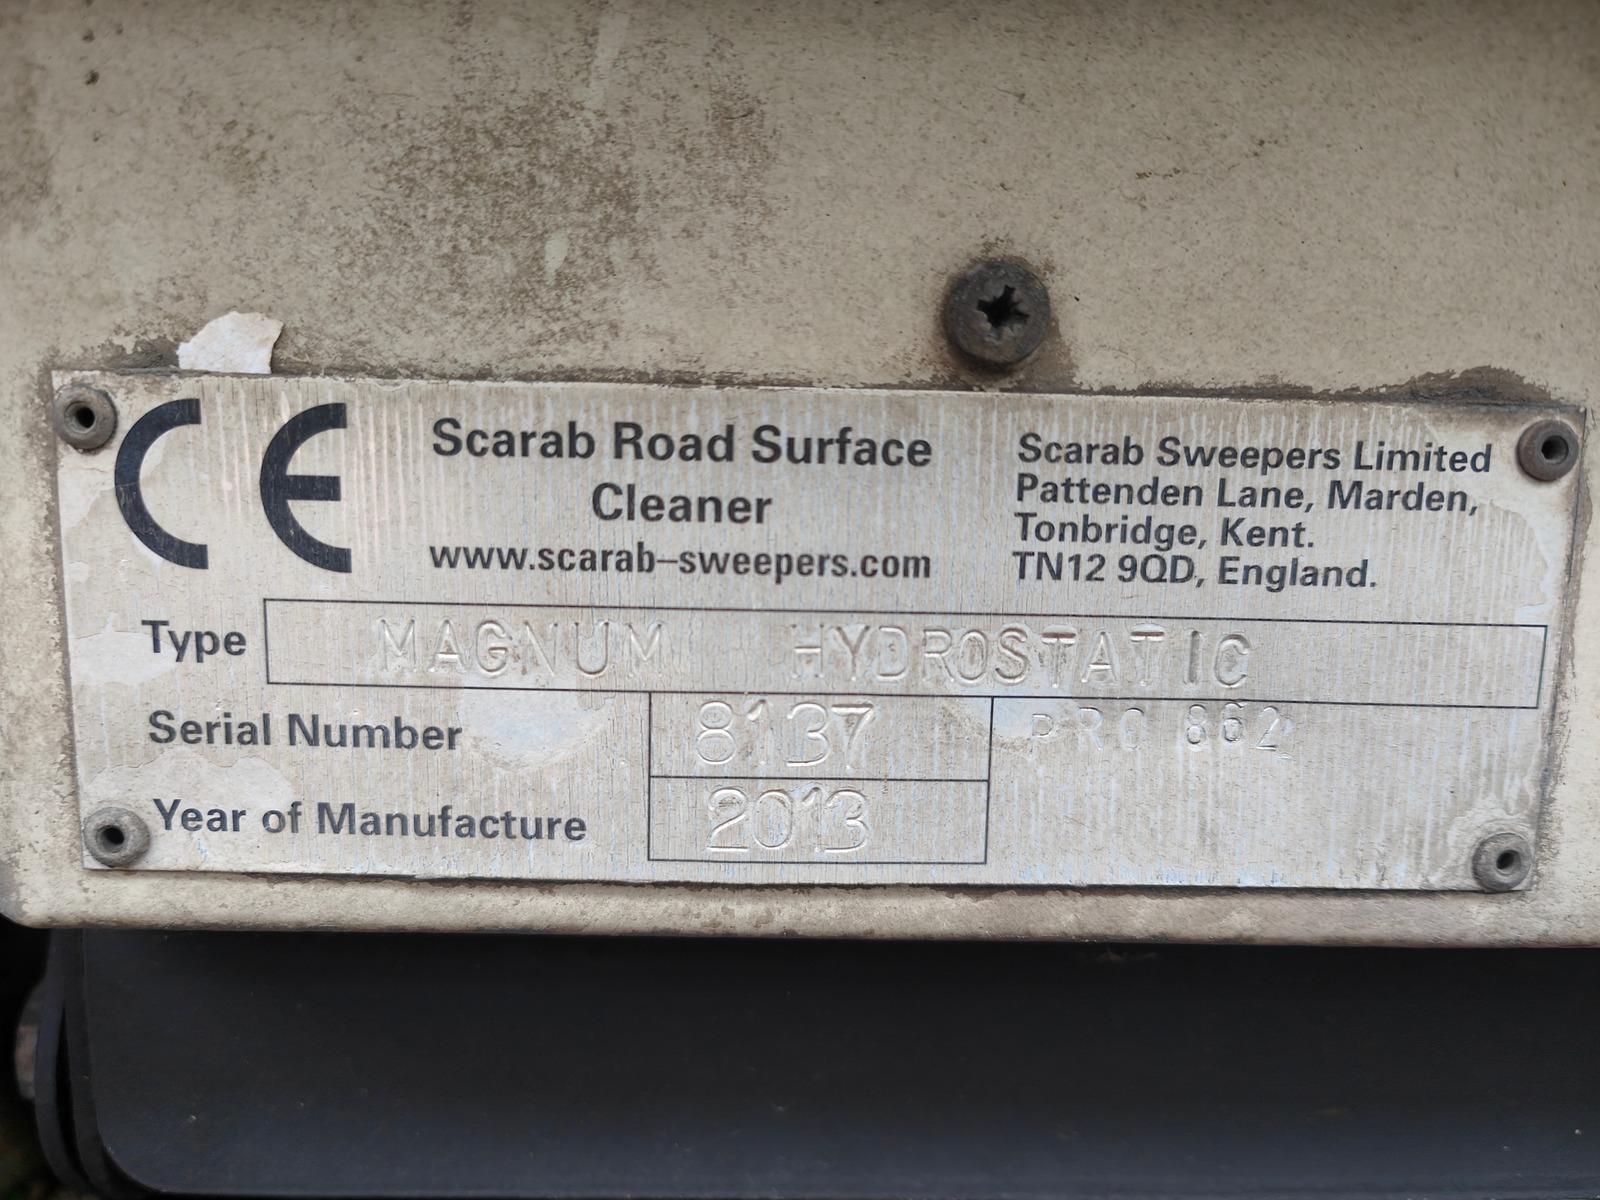 CE
Scarab Road Surface
Cleaner
www.scarab-sweepers.com
Scarab Sweepers Limited
Pattenden Lane, Marden,
Tonbridge, Kent.
TN12 9QD, England.
Type MAGNUM HYDROSTATIC
Serial Number 8137 PRC 862
Year of Manufacture 2013